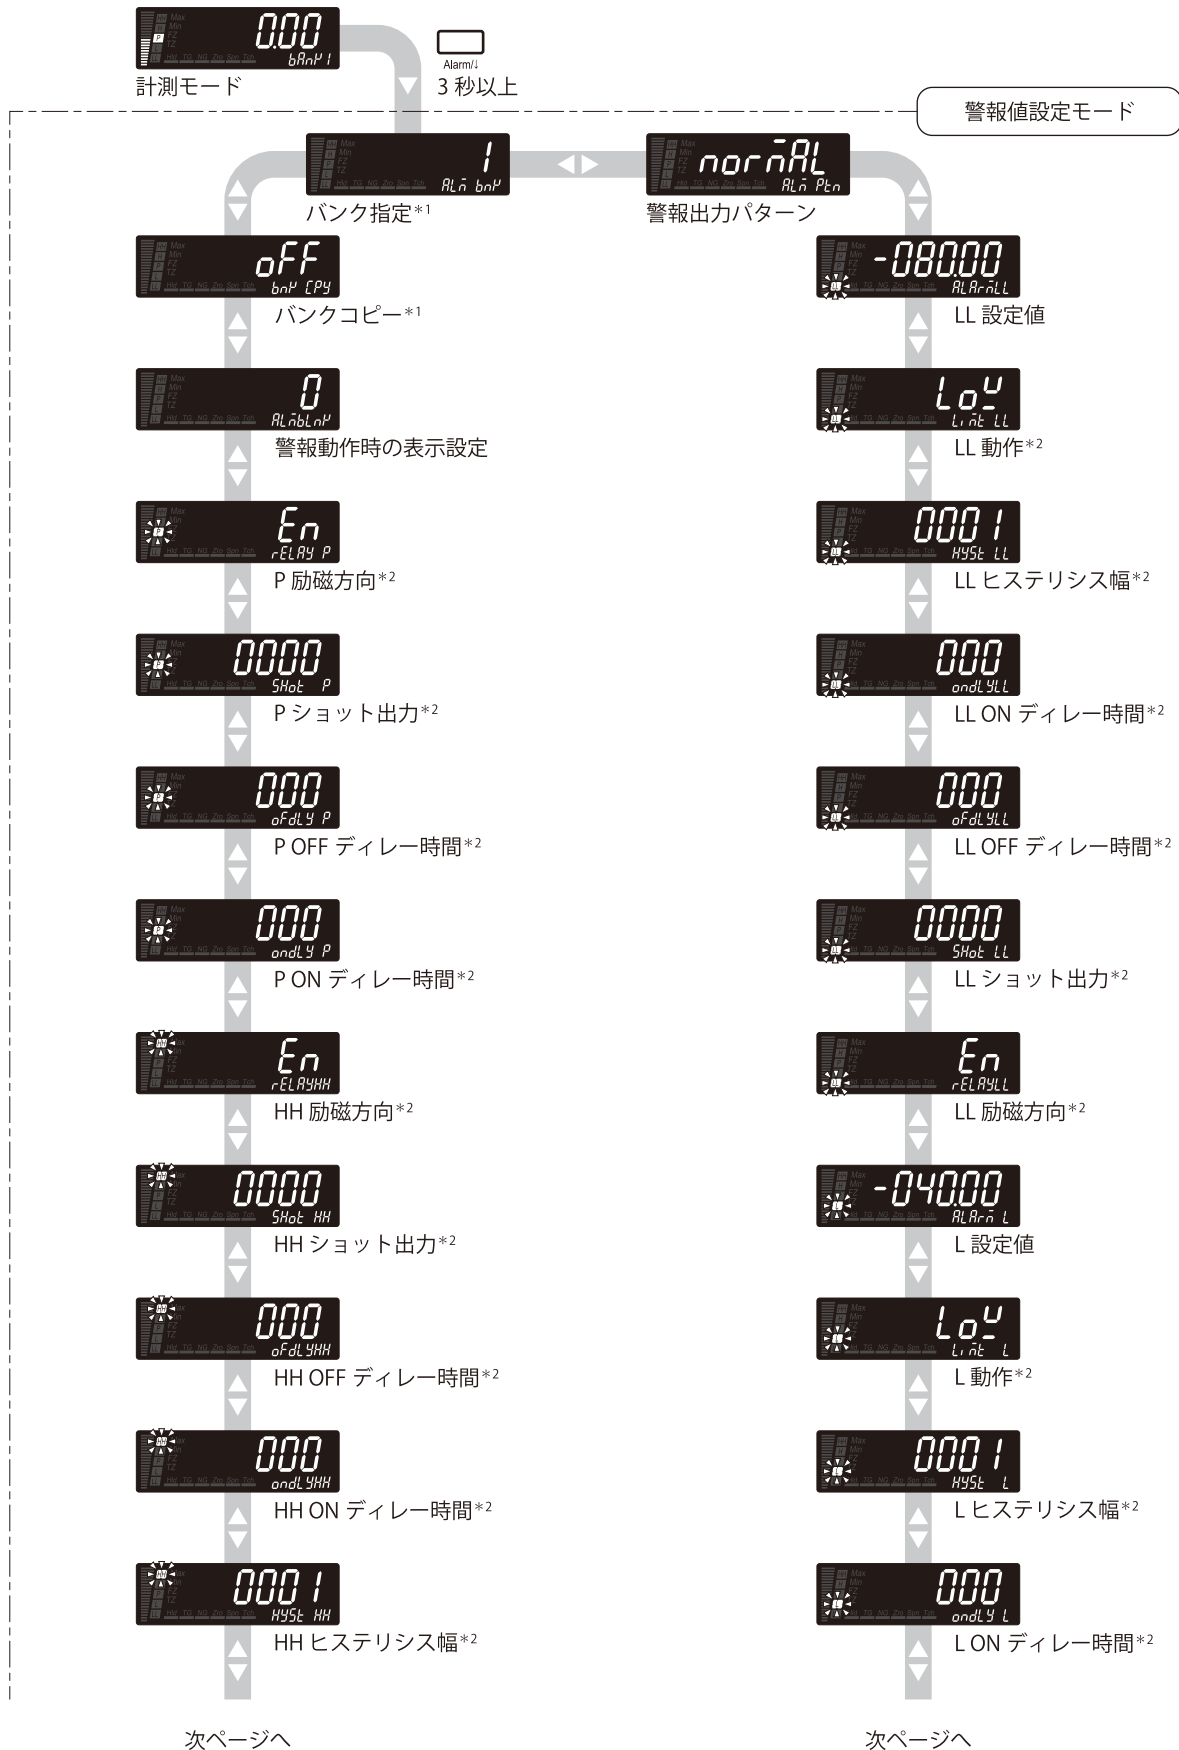 0.00
bAnK 1
計測モード
Alarm/↓
3 秒以上
警報値設定モード
1
ALm bnK
バンク指定*1
normAL
ALm Ptn
警報出力パターン
oFF
bnK CPY
バンクコピー*1
0
ALmbLnK
警報動作時の表示設定
En
rELAY P
P 励磁方向*2
0000
SHot P
P ショット出力*2
000
oFdLY P
P OFF ディレー時間*2
000
ondLY P
P ON ディレー時間*2
En
rELAYHH
HH 励磁方向*2
0000
SHot HH
HH ショット出力*2
000
oFdLYHH
HH OFF ディレー時間*2
000
ondLYHH
HH ON ディレー時間*2
0001
HYSt HH
HH ヒステリシス幅*2
次ページへ
-080.00
ALArmLL
LL 設定値
Low
Limt LL
LL 動作*2
0001
HYSt LL
LL ヒステリシス幅*2
000
ondLYLL
LL ON ディレー時間*2
000
oFdLYLL
LL OFF ディレー時間*2
0000
SHot LL
LL ショット出力*2
En
rELAYLL
LL 励磁方向*2
-040.00
ALArm L
L 設定値
Low
Limt L
L 動作*2
0001
HYSt L
L ヒステリシス幅*2
000
ondLY L
L ON ディレー時間*2
次ページへ